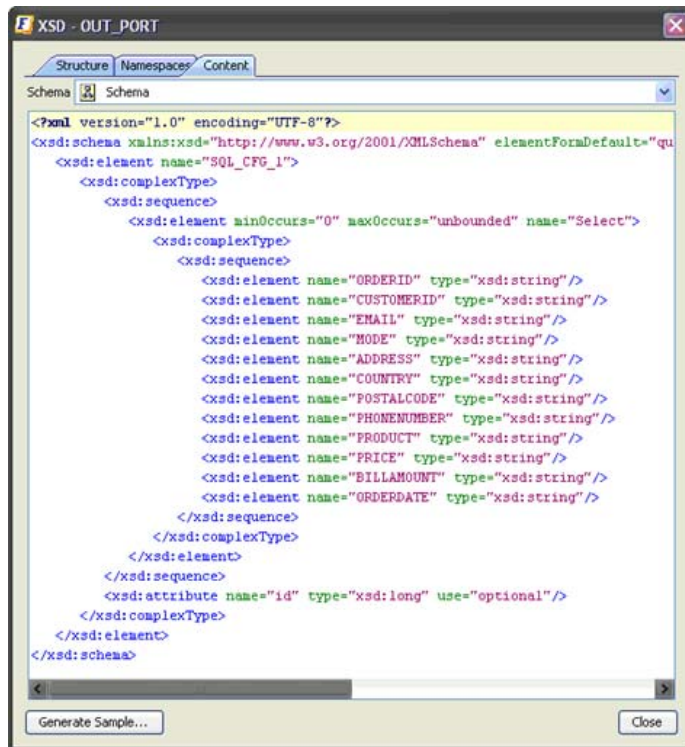 XSD - OUT_PORT
Structure Namespaces Content
Schema Schema
<?xml version="1.0" encoding="UTF-8"?>
<xsd:schema xmlns:xsd="http://www.w3.org/2001/XMLSchema" elementFormDefault="qu
<xsd:element name="SQL_CFG_1">
<xsd:complexType>
<xsd:sequence>
<xsd:element minOccurs="0" maxOccurs="unbounded" name="Select">
<xsd:complexType>
<xsd:sequence>
<xsd:element name="ORDERID" type="xsd:string"/>
<xsd:element name="CUSTOMERID" type="xsd:string"/>
<xsd:element name="EMAIL" type="xsd:string"/>
<xsd:element name="MODE" type="xsd:string"/>
<xsd:element name="ADDRESS" type="xsd:string"/>
<xsd:element name="COUNTRY" type="xsd:string"/>
<xsd:element name="POSTALCODE" type="xsd:string"/>
<xsd:element name="PHONENUMBER" type="xsd:string"/>
<xsd:element name="PRODUCT" type="xsd:string"/>
<xsd:element name="PRICE" type="xsd:string"/>
<xsd:element name="BILLAMOUNT" type="xsd:string"/>
<xsd:element name="ORDERDATE" type="xsd:string"/>
</xsd:sequence>
</xsd:complexType>
</xsd:element>
</xsd:sequence>
<xsd:attribute name="id" type="xsd:long" use="optional"/>
</xsd:complexType>
</xsd:element>
</xsd:schema>
Generate Sample... Close